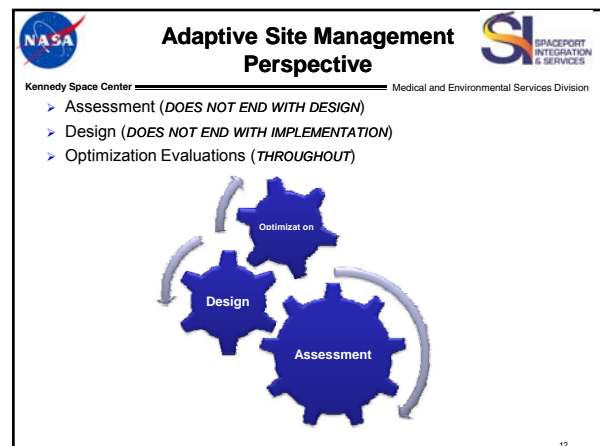 NASA
Adaptive Site Management
Perspective
SI SPACEPORT
INTEGRATION
& SERVICES
Kennedy Space Center
Medical and Environmental Services Division
Assessment (DOES NOT END WITH DESIGN)
Design (DOES NOT END WITH IMPLEMENTATION)
Optimization Evaluations (THROUGHOUT)
Optimizat on
Design
Assessment
12